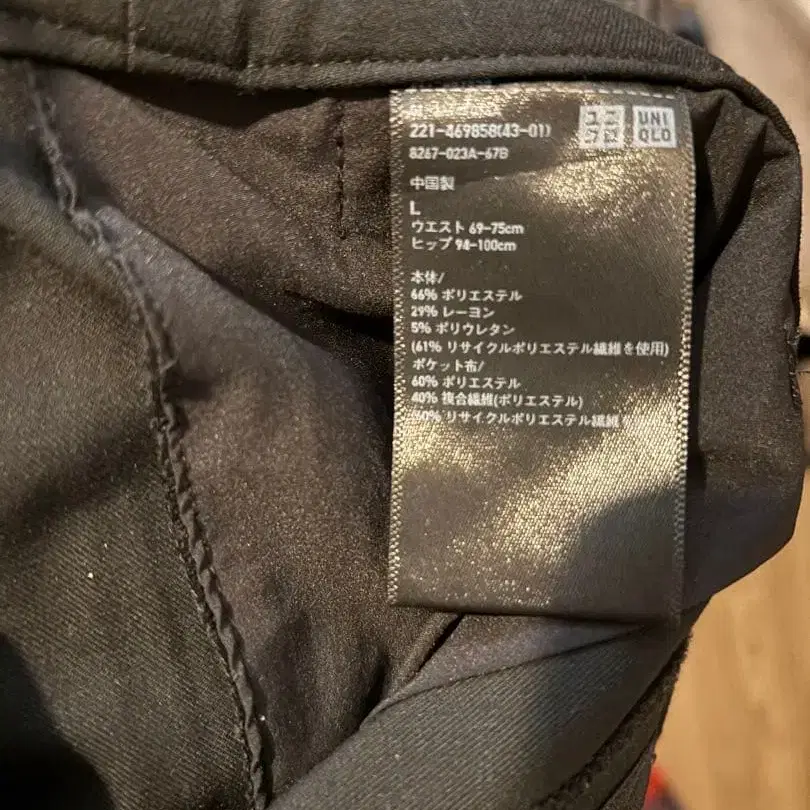 221-469858(43-01)
ユニ
クロ
UNI
QLO
8267-023A-67B
中国製
L
ウエスト 69-75cm
ヒップ 94-100cm
本体/
66% ポリエステル
29% レーヨン
5% ポリウレタン
(61% リサイクルポリエステル繊維を使用)
ポケット布/
60% ポリエステル
40% 複合繊維(ポリエステル)
リサイクルポリエステル繊維